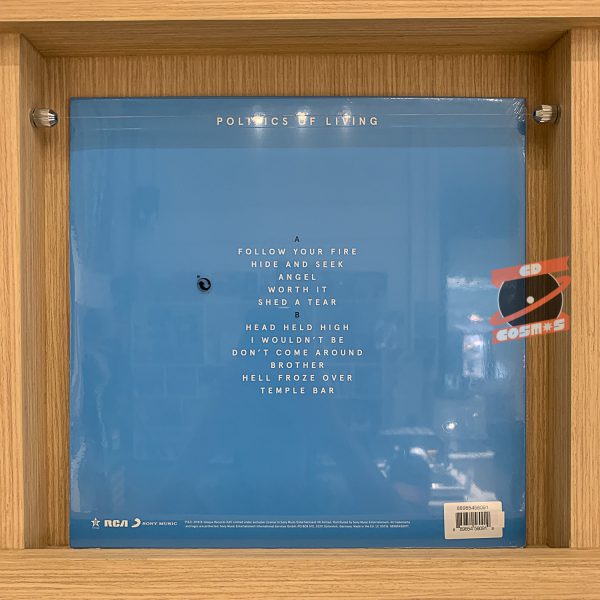 POLITICS OF LIVING
A
FOLLOW YOUR FIRE
HIDE AND SEEK
ANGEL
WORTH IT
SHED A TEAR
B
HEAD HELD HIGH
I WOULDN'T BE
DON'T COME AROUND
BROTHER
HELL FROZE OVER
TEMPLE BAR
CD
COSMOS
RCA
SONY MUSIC